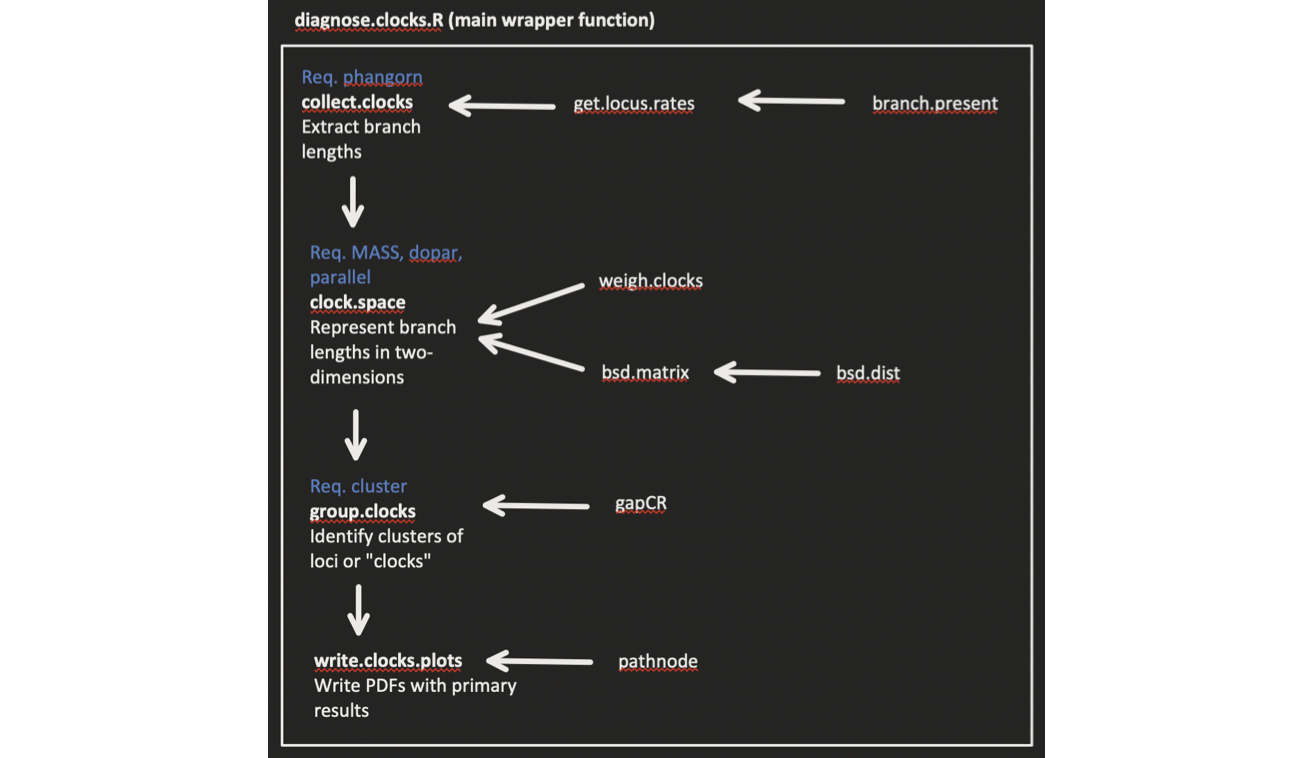 diagnose.clocks.R (main wrapper function)
Req. phangorn
collect.clocks
Extract branch
lengths
get.locus.rates
branch.present
Req. MASS, dopar,
parallel
clock.space
Represent branch
lengths in two-
dimensions
weigh.clocks
bsd.matrix
bsd.dist
Req. cluster
group.clocks
Identify clusters of
loci or "clocks"
gapCR
write.clocks.plots
Write PDFs with primary
results
pathnode